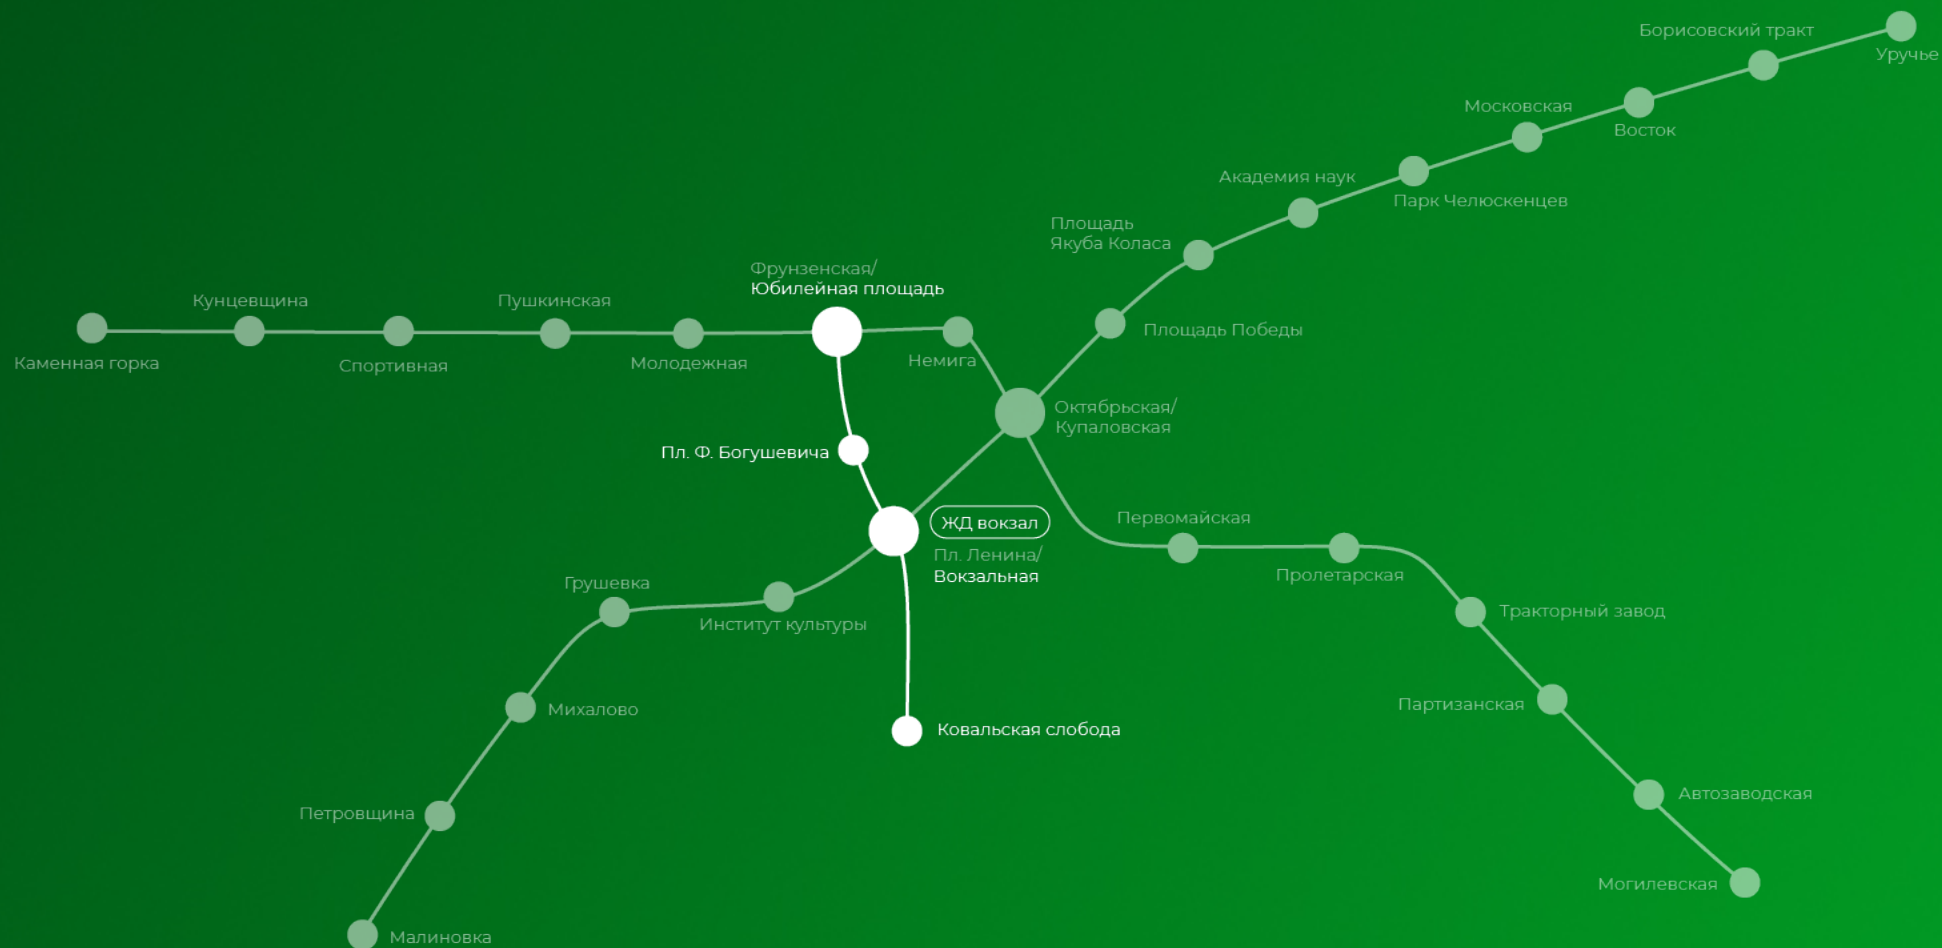 Борисовский тракт
Уручье
Московская
Восток
Академия наук
Парк Челюскенцев
Площадь
Якуба Коласа
Фрунзенская/
Юбилейная площадь
Кунцевщина
Пушкинская
Площадь Победы
Каменная горка
Спортивная
Молодежная
Немига
Октябрьская/
Купаловская
Пл. Ф. Богушевича
ЖД вокзал
Пл. Ленина/
Вокзальная
Первомайская
Пролетарская
Грушевка
Институт культуры
Тракторный завод
Михалово
Партизанская
Ковальская слобода
Автозаводская
Петровщина
Могилевская
Малиновка